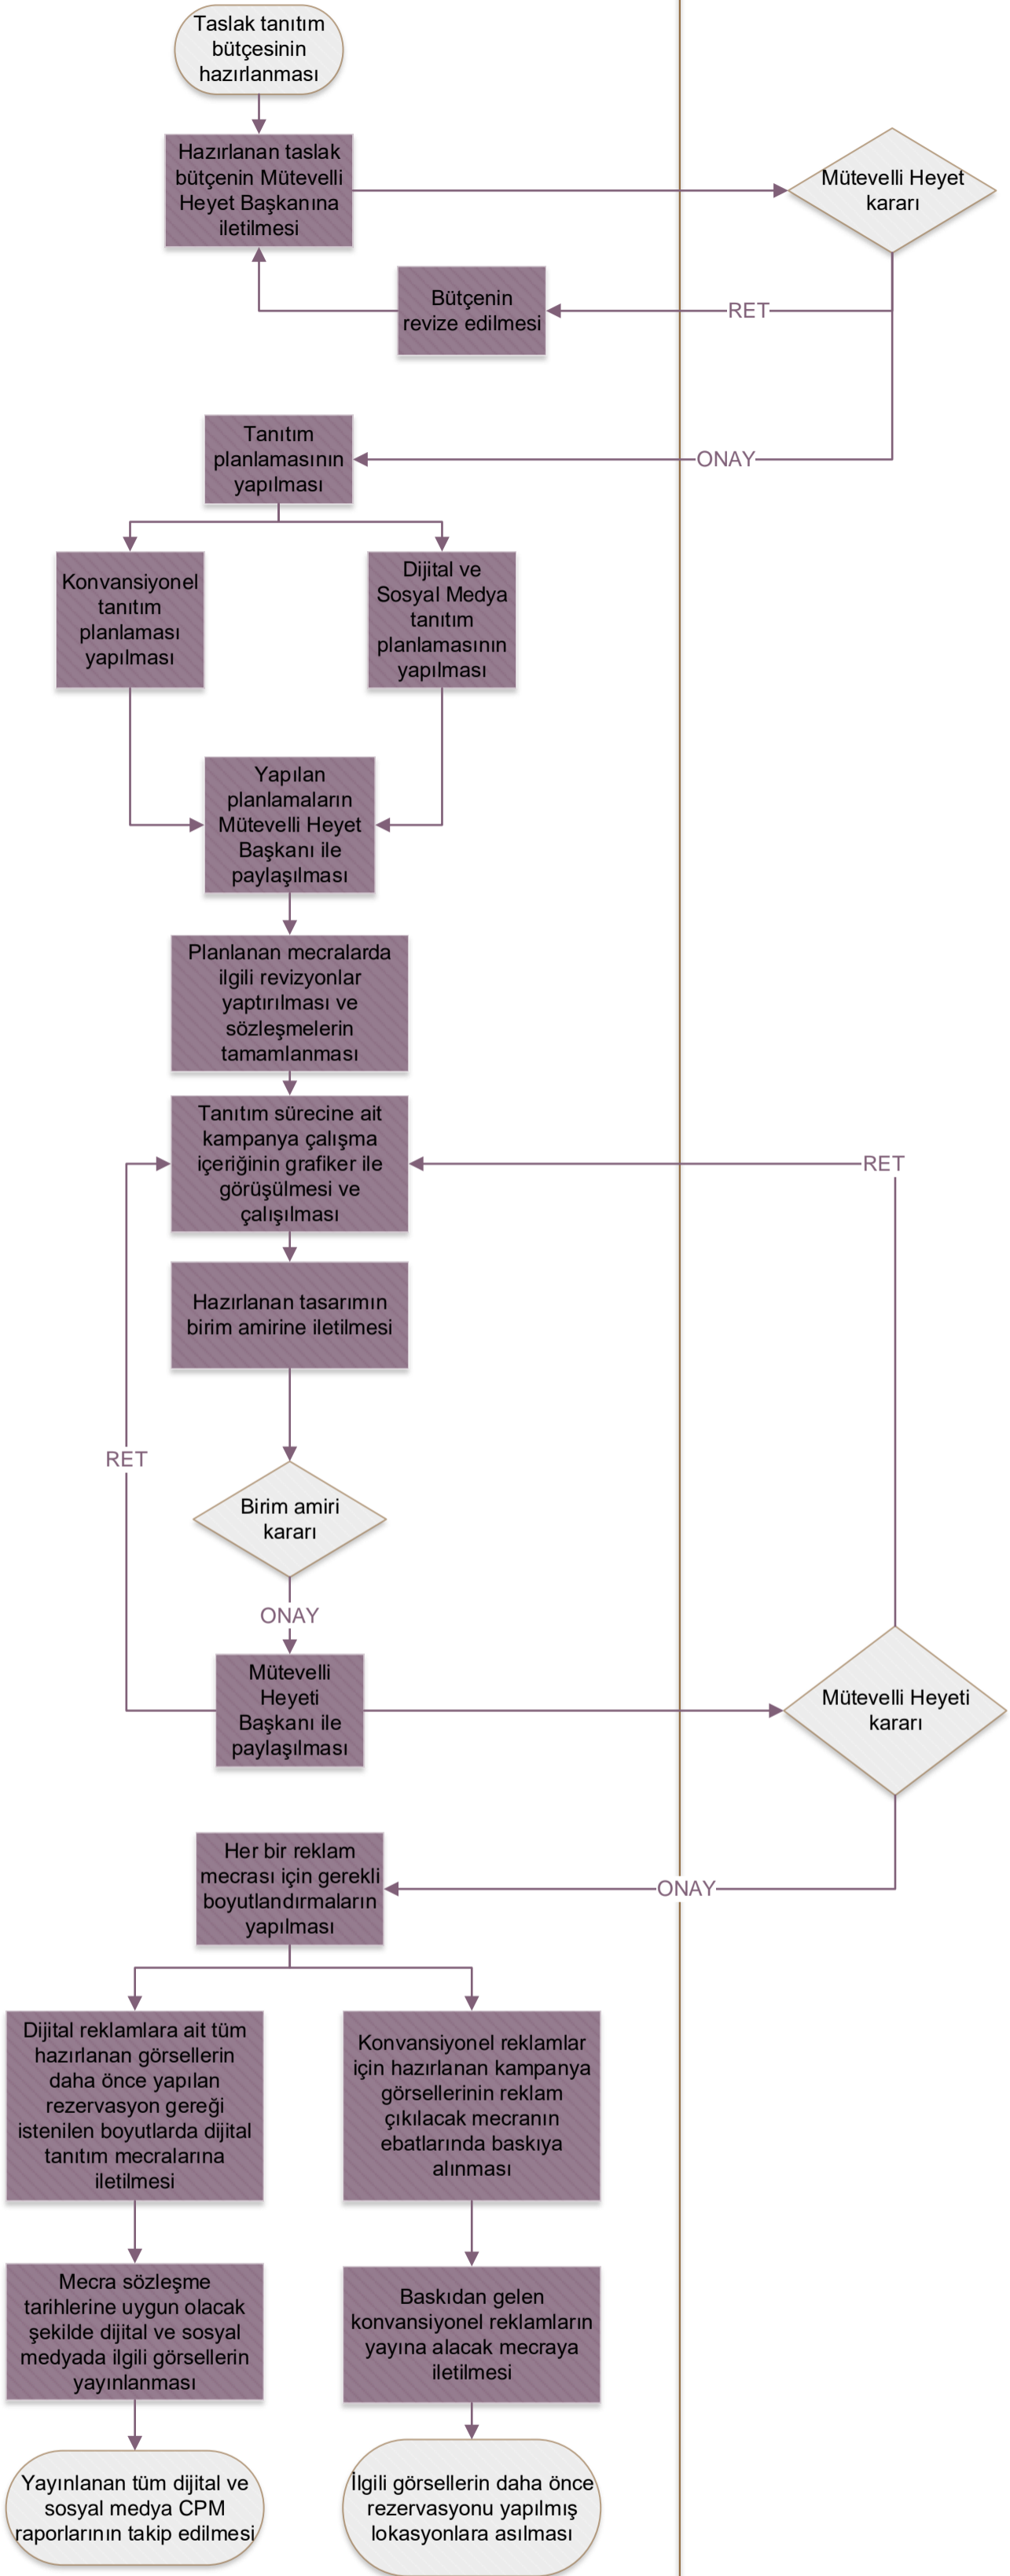 Taslak tanıtım
bütçesinin
hazırlanması
Hazırlanan taslak
bütçenin Mütevelli
Heyet Başkanına
iletilmesi
Mütevelli Heyet
kararı
Bütçenin
revize edilmesi
RET
Tanıtım
planlamasının
yapılması
ONAY
Konvansiyonel
tanıtım
planlaması
yapılması
Dijital ve
Sosyal Medya
tanıtım
planlamasının
yapılması
Yapılan
planlamaların
Mütevelli Heyet
Başkanı ile
paylaşılması
Planlanan mecralarda
ilgili revizyonlar
yaptırılması ve
sözleşmelerin
tamamlanması
Tanıtım sürecine ait
kampanya çalışma
içeriğinin grafiker ile
görüşülmesi ve
çalışılması
RET
Hazırlanan tasarımın
birim amirine iletilmesi
RET
Birim amiri
kararı
ONAY
Mütevelli
Heyeti
Başkanı ile
paylaşılması
Mütevelli Heyeti
kararı
Her bir reklam
mecrası için gerekli
boyutlandırmaların
yapılması
ONAY
Dijital reklamlara ait tüm
hazırlanan görsellerin
daha önce yapılan
rezervasyon gereği
istenilen boyutlarda dijital
tanıtım mecralarına
iletilmesi
Konvansiyonel reklamlar
için hazırlanan kampanya
görsellerinin reklam
çıkılacak mecranın
ebatlarında baskıya
alınması
Mecra sözleşme
tarihlerine uygun olacak
şekilde dijital ve sosyal
medyada ilgili görsellerin
yayınlanması
Baskıdan gelen
konvansiyonel reklamların
yayına alacak mecraya
iletilmesi
Yayınlanan tüm dijital ve
sosyal medya CPM
raporlarının takip edilmesi
İlgili görsellerin daha önce
rezervasyonu yapılmış
lokasyonlara asılması